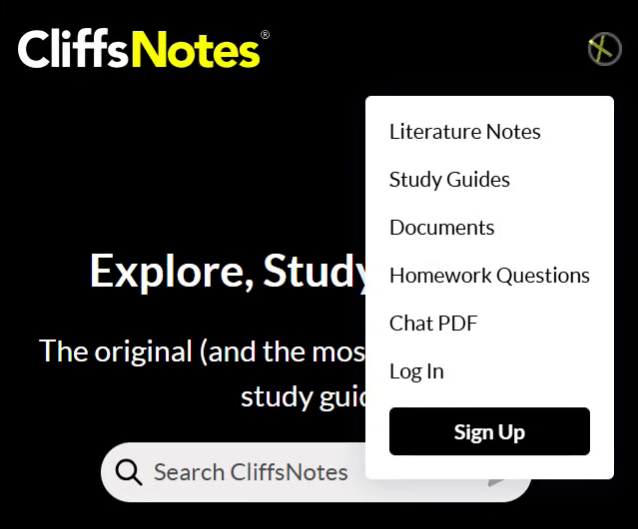 CliffsNotes®
Literature Notes
Study Guides
Documents
Homework Questions
Chat PDF
Log In
Sign Up
Explore, Study
The original (and the mos
study guid
Search CliffsNotes